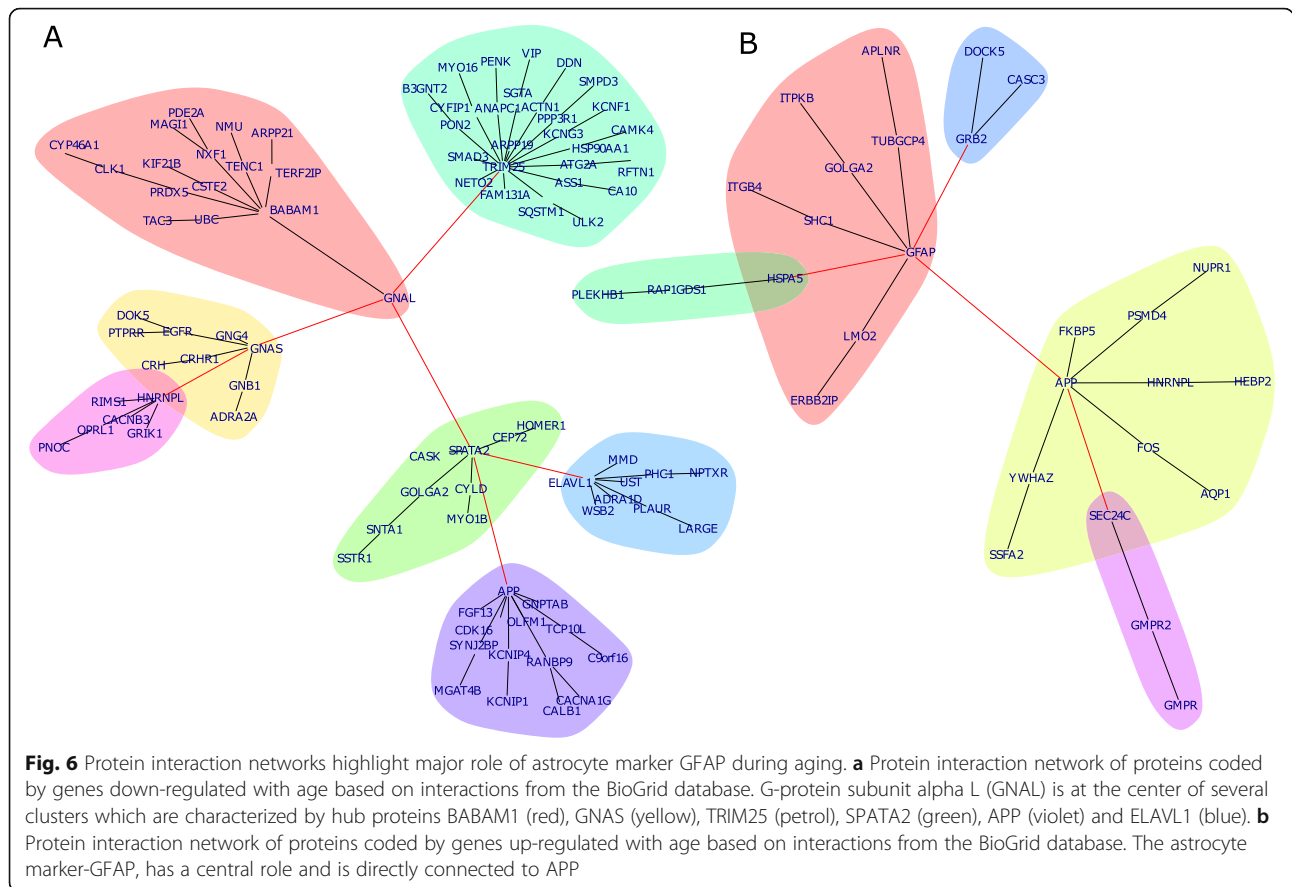 A
B
VIP
PENK
DDN
MYO16
SMPD3
B3GNT2
SGTA
CYFIP1
ANAPC1
ACTN1
KCNF1
PPP3R1
PON2
KCNG3
CAMK4
ARPP19
HSP90AA1
SMAD3
TRIM25
ATG2A
RFTN1
NETO2
ASS1
CA10
FAM131A
SQSTM1
ULK2
PDE2A
MAGI1
NMU
ARPP21
CYP46A1
NXF1
KIF21B
TENC1
CLK1
TERF2IP
CSTF2
PRDX5
BABAM1
TAC3
UBC
GNAL
DOK5
PTPRR
EGFR
GNG4
GNAS
CRHR1
CRH
GNB1
ADRA2A
HNRNPL
RIMS1
CACNB3
OPRL1
GRIK1
PNOC
HOMER1
CEP72
SPATA2
CASK
GOLGA2
CYLD
MYO1B
SNTA1
SSTR1
MMD
PHC1
NPTXR
ELAVL1
UST
ADRA1D
WSB2
PLAUR
LARGE
APP
GNPTAB
FGF13
OLFM1
CDK16
TCP10L
SYNJ2BP
KCNIP4
RANBP9
C9orf16
MGAT4B
KCNIP1
CACNA1G
CALB1
APLNR
DOCK5
CASC3
ITPKB
TUBGCP4
GRB2
GOLGA2
ITGB4
SHC1
GFAP
HSPA5
RAP1GDS1
PLEKHB1
LMO2
ERBB2IP
NUPR1
PSMD4
FKBP5
APP
HNRNPL
HEBP2
FOS
YWHAZ
AQP1
SEC24C
SSFA2
GMPR2
GMPR
Fig. 6 Protein interaction networks highlight major role of astrocyte marker GFAP during aging. a Protein interaction network of proteins coded
by genes down-regulated with age based on interactions from the BioGrid database. G-protein subunit alpha L (GNAL) is at the center of several
clusters which are characterized by hub proteins BABAM1 (red), GNAS (yellow), TRIM25 (petrol), SPATA2 (green), APP (violet) and ELAVL1 (blue). b
Protein interaction network of proteins coded by genes up-regulated with age based on interactions from the BioGrid database. The astrocyte
marker-GFAP, has a central role and is directly connected to APP